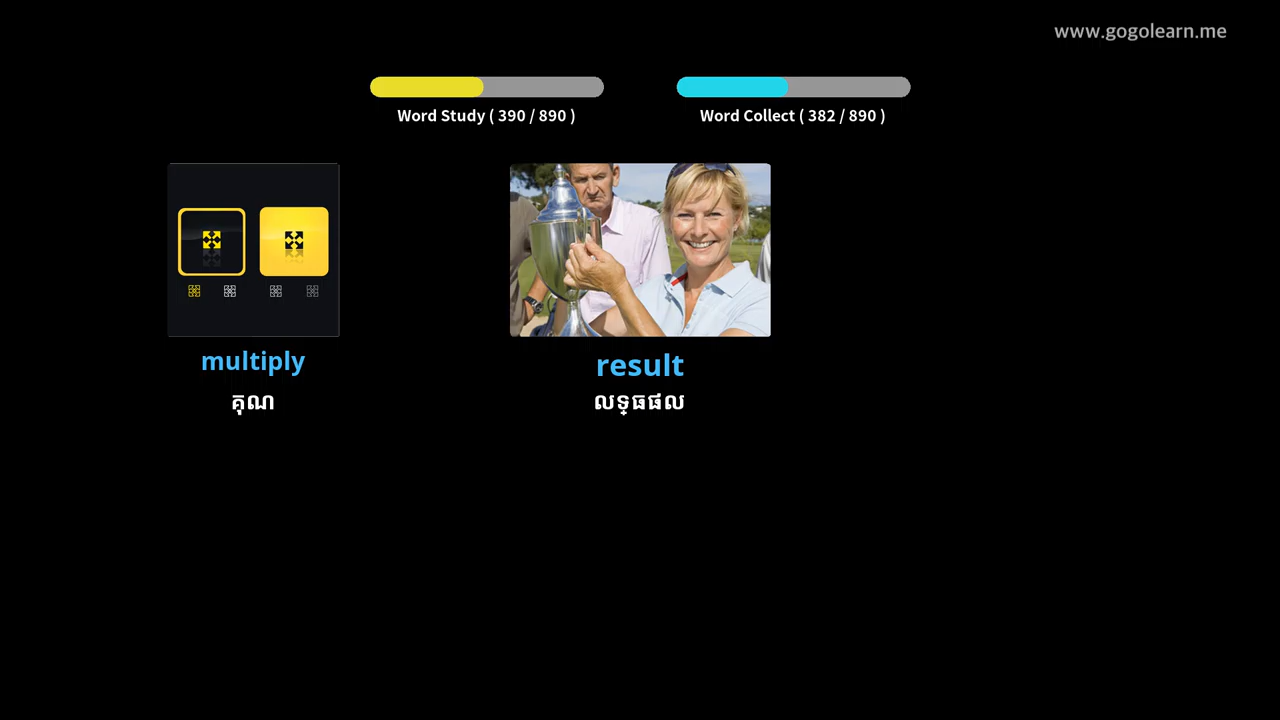 www.gogolearn.me
Word Study ( 390 / 890 )
Word Collect ( 382 / 890 )
multiply
គុណ
result
លទ្ធផល